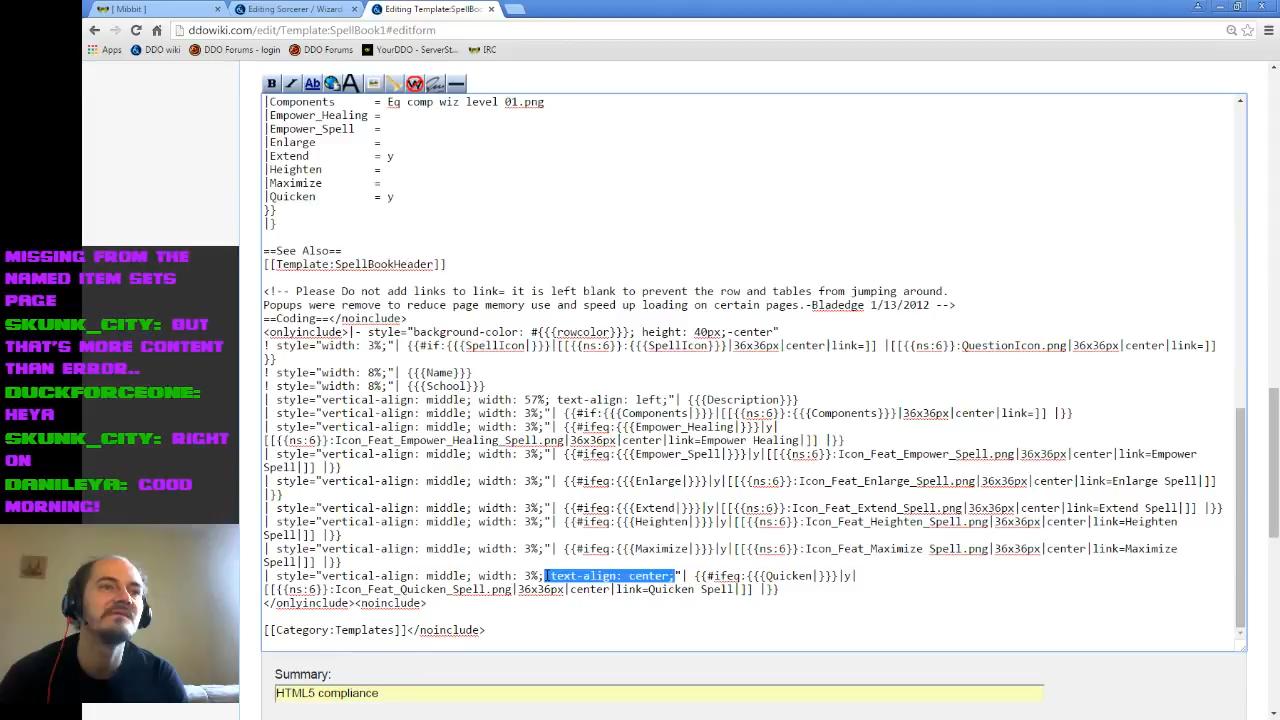 [ Mibbit ]
Editing Sorcerer / Wizard
Editing Template:SpellBook
ddowiki.com/edit/Template:SpellBook1#editform
Apps DDO wiki DDO Forums - login DDO Forums YourDDO - ServerSt... IRC
B I Ab A W
|Components = Eq comp wiz level 01.png
|Empower_Healing =
|Empower_Spell =
|Enlarge =
|Extend = y
|Heighten =
|Maximize =
|Quicken = y
}}
|}
==See Also==
[[Template:SpellBookHeader]]
<!-- Please Do not add links to link= it is left blank to prevent the row and tables from jumping around.
Popups were remove to reduce page memory use and speed up loading on certain pages.-Bladedge 1/13/2012 -->
==Coding==</noinclude>
<onlyinclude>|- style="background-color: #{{{rowcolor}}}; height: 40px;-center"
! style="width: 3%;"| {{#if:{{{SpellIcon|}}}|[[{{ns:6}}:{{{SpellIcon}}}|36x36px|center|link=]] |[[{{ns:6}}:QuestionIcon.png|36x36px|center|link=]]
}}
! style="width: 8%;"| {{{Name}}}
! style="width: 8%;"| {{{School}}}
| style="vertical-align: middle; width: 57%; text-align: left;"| {{{Description}}}
| style="vertical-align: middle; width: 3%;"| {{#if:{{{Components|}}}|[[{{ns:6}}:{{{Components}}}|36x36px|center|link=]] |}}
| style="vertical-align: middle; width: 3%;"| {{#ifeq:{{{Empower_Healing|}}}|y|
[[{{ns:6}}:Icon_Feat_Empower_Healing_Spell.png|36x36px|center|link=Empower Healing|]] |}}
| style="vertical-align: middle; width: 3%;"| {{#ifeq:{{{Empower_Spell|}}}|y|[[{{ns:6}}:Icon_Feat_Empower_Spell.png|36x36px|center|link=Empower
Spell|]] |}}
| style="vertical-align: middle; width: 3%;"| {{#ifeq:{{{Enlarge|}}}|y|[[{{ns:6}}:Icon_Feat_Enlarge_Spell.png|36x36px|center|link=Enlarge Spell|]]
|}}
| style="vertical-align: middle; width: 3%;"| {{#ifeq:{{{Extend|}}}|y|[[{{ns:6}}:Icon_Feat_Extend_Spell.png|36x36px|center|link=Extend Spell|]] |}}
| style="vertical-align: middle; width: 3%;"| {{#ifeq:{{{Heighten|}}}|y|[[{{ns:6}}:Icon_Feat_Heighten_Spell.png|36x36px|center|link=Heighten
Spell|]] |}}
| style="vertical-align: middle; width: 3%;"| {{#ifeq:{{{Maximize|}}}|y|[[{{ns:6}}:Icon_Feat_Maximize Spell.png|36x36px|center|link=Maximize
Spell|]] |}}
| style="vertical-align: middle; width: 3%; text-align: center;"| {{#ifeq:{{{Quicken|}}}|y|
[[{{ns:6}}:Icon_Feat_Quicken_Spell.png|36x36px|center|link=Quicken Spell|]] |}}
</onlyinclude><noinclude>
[[Category:Templates]]</noinclude>
Summary:
HTML5 compliance
MISSING FROM THE
NAMED ITEM SETS
PAGE
SKUNK_CITY: BUT
THAT'S MORE CONTENT
THAN ERROR..
DUCKFORCEONE:
HEYA
SKUNK_CITY: RIGHT
ON
DANILEYA: GOOD
MORNING!